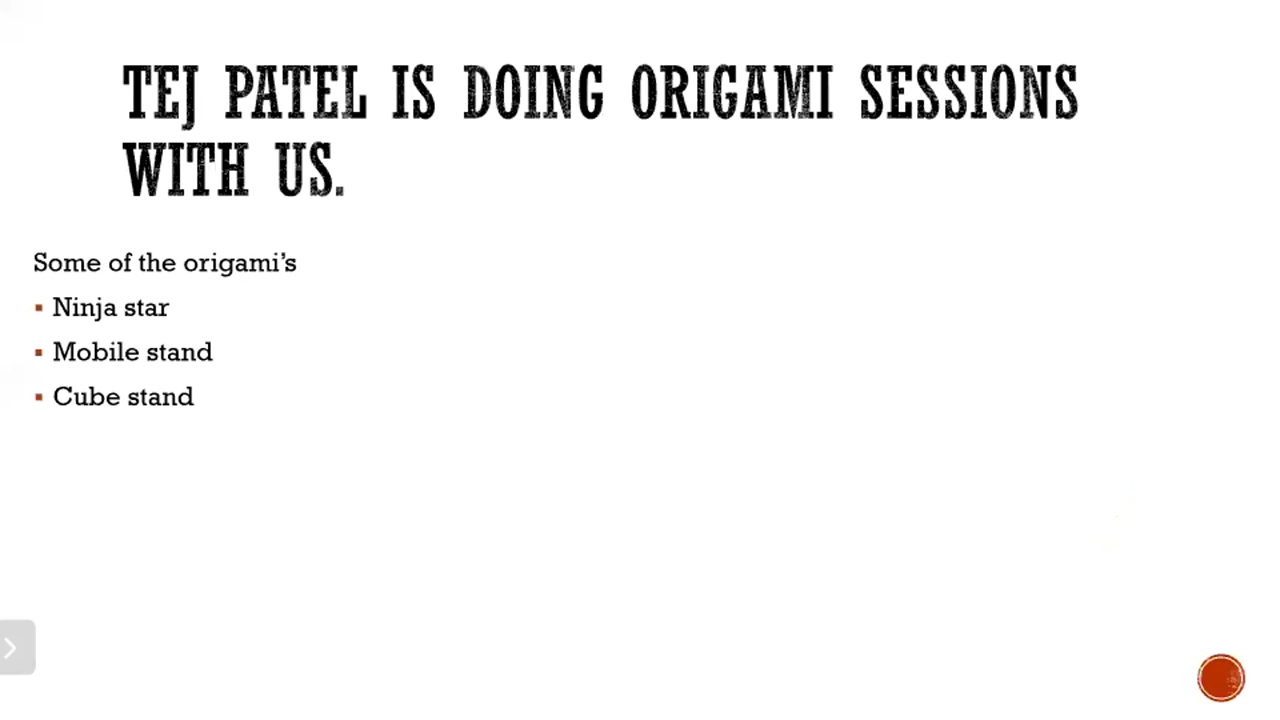 TEJ PATEL IS DOING ORIGAMI SESSIONS
WITH US.
Some of the origami’s
▪ Ninja star
▪ Mobile stand
▪ Cube stand